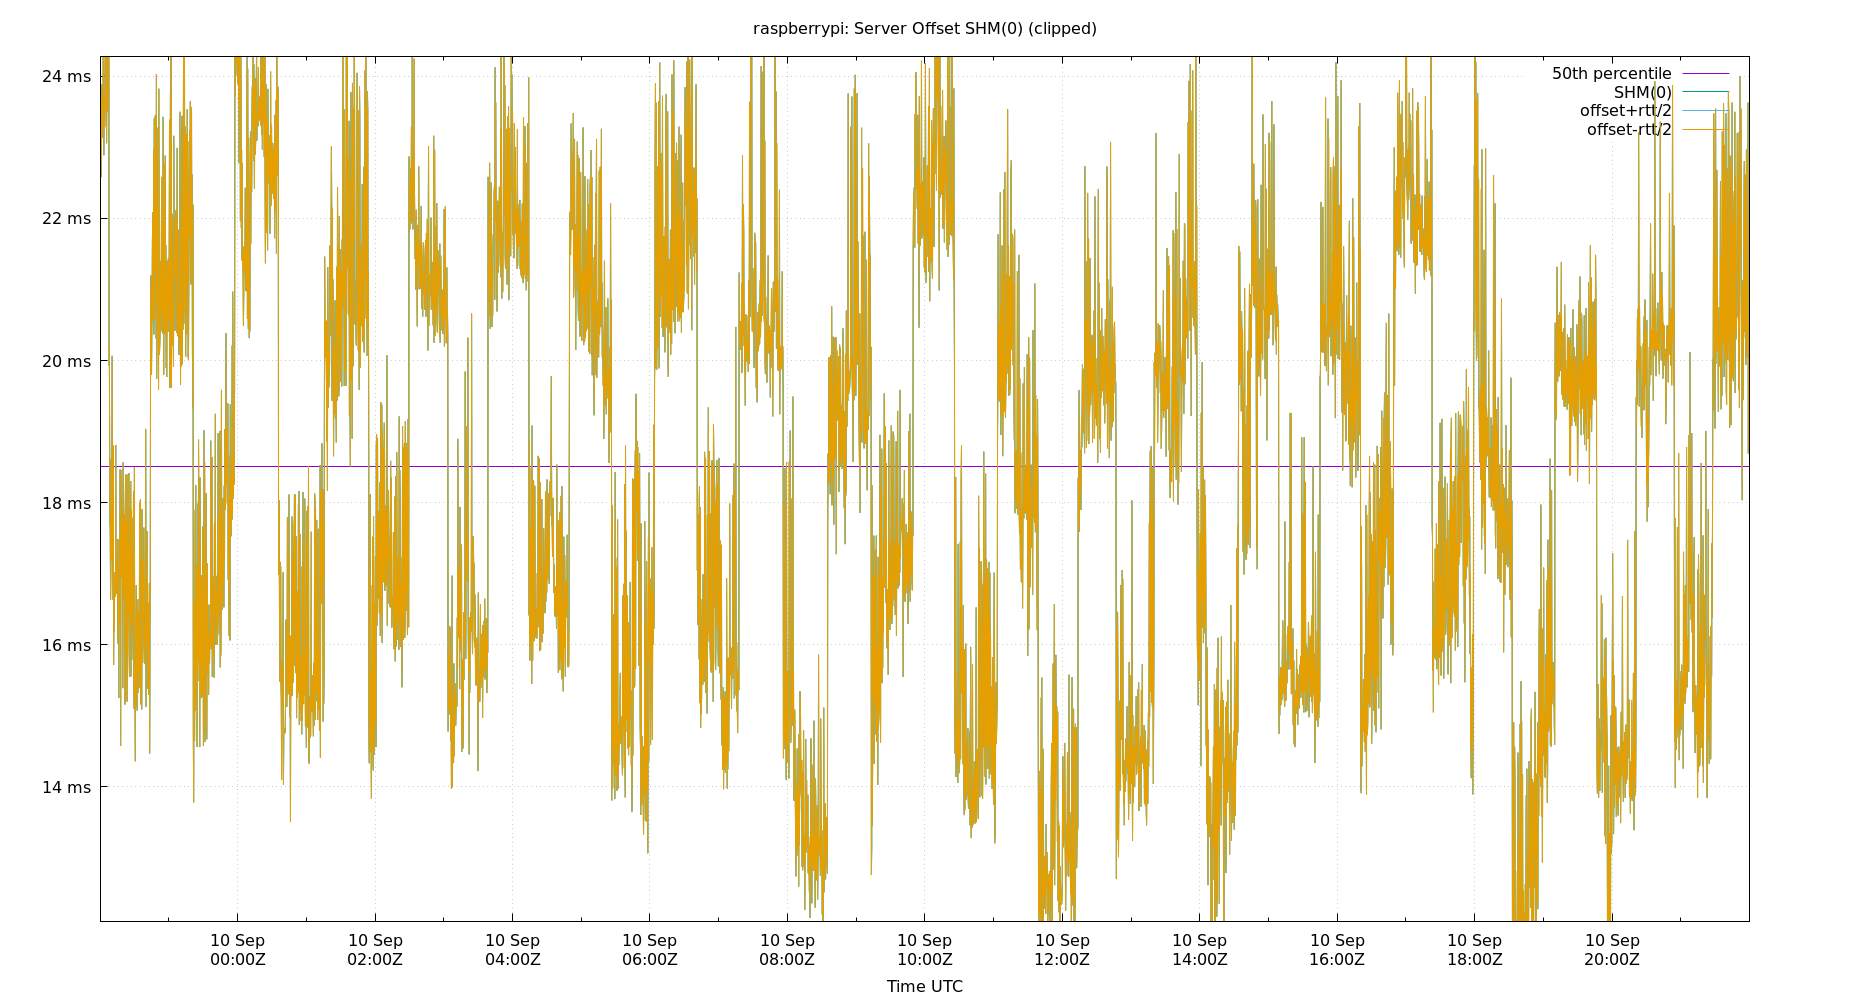 raspberrypi: Server Offset SHM(0) (clipped)
24 ms
22 ms
20 ms
18 ms
16 ms
14 ms
50th percentile
SHM(0)
offset+rtt/2
offset-rtt/2
10 Sep 10 Sep 10 Sep 10 Sep 10 Sep 10 Sep 10 Sep 10 Sep 10 Sep 10 Sep 10 Sep
00:00Z 02:00Z 04:00Z 06:00Z 08:00Z 10:00Z 12:00Z 14:00Z 16:00Z 18:00Z 20:00Z
Time UTC